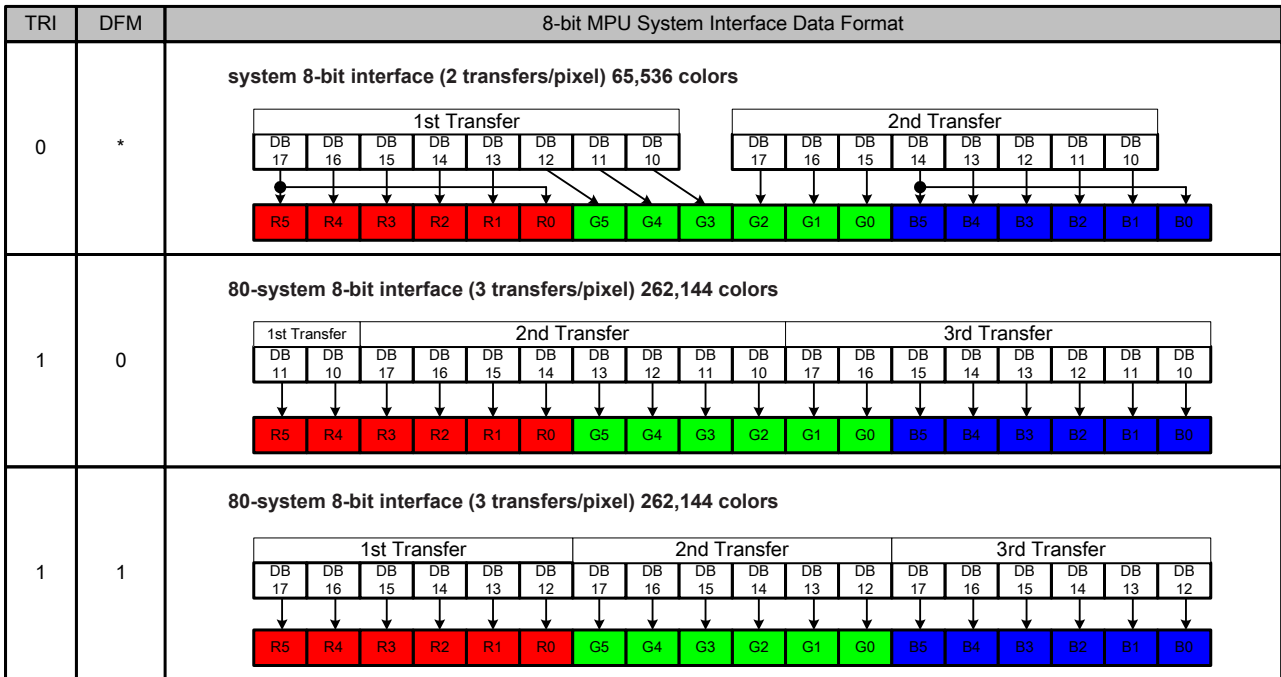 TRI DFM 8-bit MPU System Interface Data Format
system 8-bit interface (2 transfers/pixel) 65,536 colors
1st Transfer 2nd Transfer
0 *
DB DB DB DB DB DB DB DB DB DB DB DB DB DB DB DB
17 16 15 14 13 12 11 10 17 16 15 14 13 12 11 10
R5 R4 R3 R2 R1 R0 G5 G4 G3 G2 G1 G0 B5 B4 B3 B2 B1 B0
80-system 8-bit interface (3 transfers/pixel) 262,144 colors
1st Transfer 2nd Transfer 3rd Transfer
1 0
DB DB DB DB DB DB DB DB DB DB DB DB DB DB DB DB DB DB
11 10 17 16 15 14 13 12 11 10 17 16 15 14 13 12 11 10
R5 R4 R3 R2 R1 R0 G5 G4 G3 G2 G1 G0 B5 B4 B3 B2 B1 B0
80-system 8-bit interface (3 transfers/pixel) 262,144 colors
1st Transfer 2nd Transfer 3rd Transfer
1 1
DB DB DB DB DB DB DB DB DB DB DB DB DB DB DB DB DB DB
17 16 15 14 13 12 17 16 15 14 13 12 17 16 15 14 13 12
R5 R4 R3 R2 R1 R0 G5 G4 G3 G2 G1 G0 B5 B4 B3 B2 B1 B0